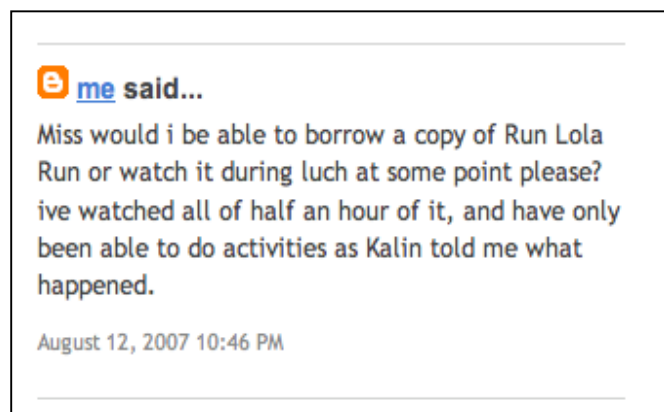 me said...
Miss would i be able to borrow a copy of Run Lola
Run or watch it during luch at some point please?
ive watched all of half an hour of it, and have only
been able to do activities as Kalin told me what
happened.
August 12, 2007 10:46 PM